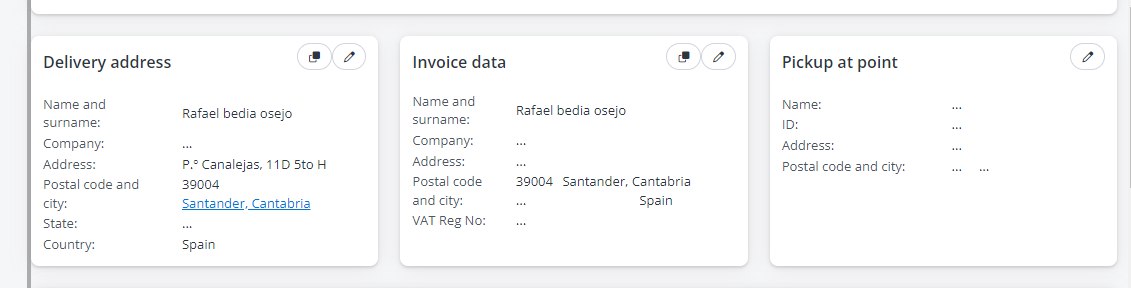 Delivery address
Name and
surname:
Rafael bedia osejo
Company:
...
Address:
P.º Canalejas, 11D 5to H
Postal code and
city:
39004
Santander, Cantabria
State:
...
Country:
Spain
Invoice data
Name and
surname:
Rafael bedia osejo
Company:
...
Address:
...
Postal code
and city:
39004 Santander, Cantabria
... Spain
VAT Reg No:
...
Pickup at point
Name:
...
ID:
...
Address:
...
Postal code and city:
... ...